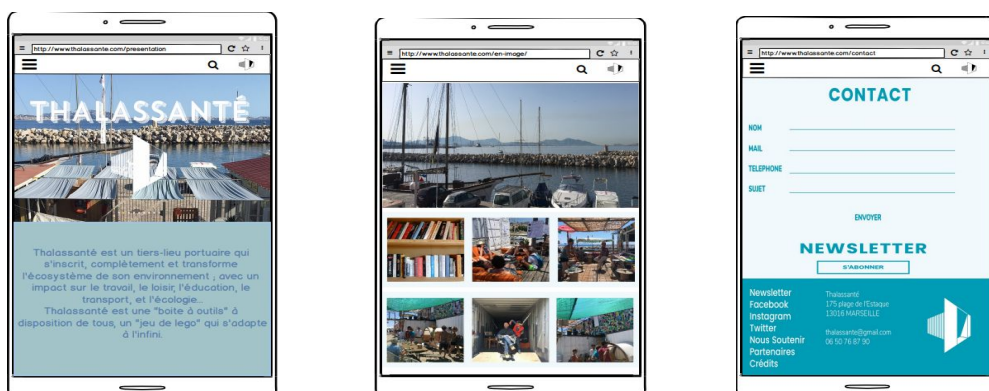 http://www.thalassante.com/presentation
THALASSANTÉ
Thalassanté est un tiers-lieu portuaire qui
s'inscrit, complètement et transforme
l'écosystème de son environnement ; avec un
impact sur le travail, le loisir, l'éducation, le
transport, et l'écologie...
Thalassanté est une "boite à outils" à
disposition de tous, un "jeu de lego" qui s'adapte
à l'infini.
http://www.thalassante.com/en-image/
http://www.thalassante.com/contact
CONTACT
NOM
MAIL
TELEPHONE
SUJET
ENVOYER
NEWSLETTER
S'ABONNER
Newsletter
Facebook
Instagram
Twitter
Nous Soutenir
Partenaires
Crédits
Thalassanté
175 plage de l'Estaque
13016 MARSEILLE
thalassante@gmail.com
06 50 76 87 90